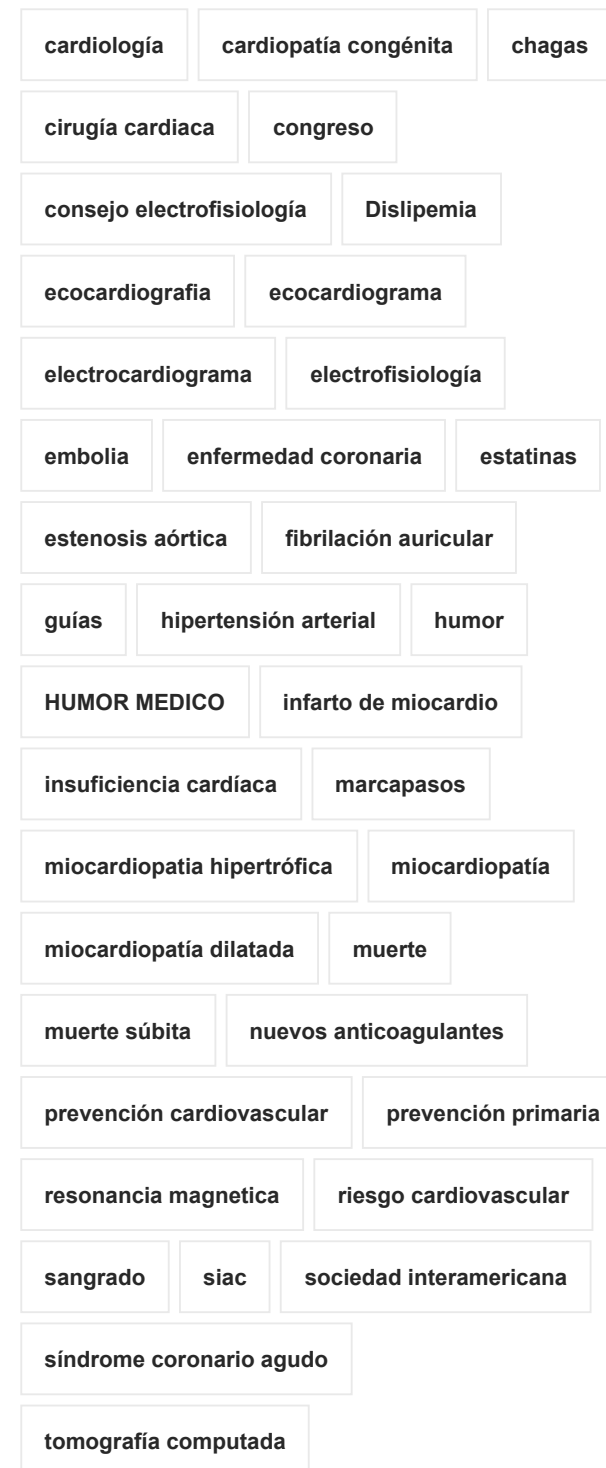 cardiología cardiopatía congénita chagas
cirugía cardiaca congreso
consejo electrofisiología Dislipemia
ecocardiografia ecocardiograma
electrocardiograma electrofisiología
embolia enfermedad coronaria estatinas
estenosis aórtica fibrilación auricular
guías hipertensión arterial humor
HUMOR MEDICO infarto de miocardio
insuficiencia cardíaca marcapasos
miocardiopatia hipertrófica miocardiopatía
miocardiopatía dilatada muerte
muerte súbita nuevos anticoagulantes
prevención cardiovascular prevención primaria
resonancia magnetica riesgo cardiovascular
sangrado siac sociedad interamericana
síndrome coronario agudo
tomografía computada